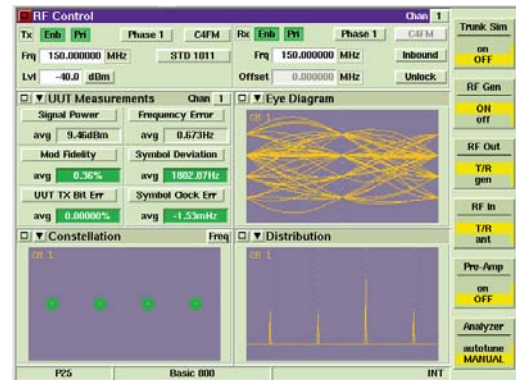 RF Control Chan 1
Tx Enb Pri Phase 1 C4FM Rx Enb Pri Phase 1 C4FM
Frq 150.000000 MHz STD 1011 Frq 150.000000 MHz Inbound
Lvl -40.0 dBm Offset 0.000000 MHz Unlock
UUT Measurements Chan 1
Signal Power Frequency Error
avg 9.46dBm avg 0.673Hz
Mod Fidelity Symbol Deviation
avg 0.36% avg 1802.07Hz
UUT TX Bit Err Symbol Clock Err
avg 0.00000% avg -1.53mHz
Eye Diagram
CH 1
Constellation Freq
CH 1
Distribution
CH 1
Trunk Sim
on
OFF
RF Gen
ON
off
RF Out
T/R
gen
RF In
T/R
ant
Pre-Amp
on
OFF
Analyzer
autotune
MANUAL
P25 Basic 800 INT